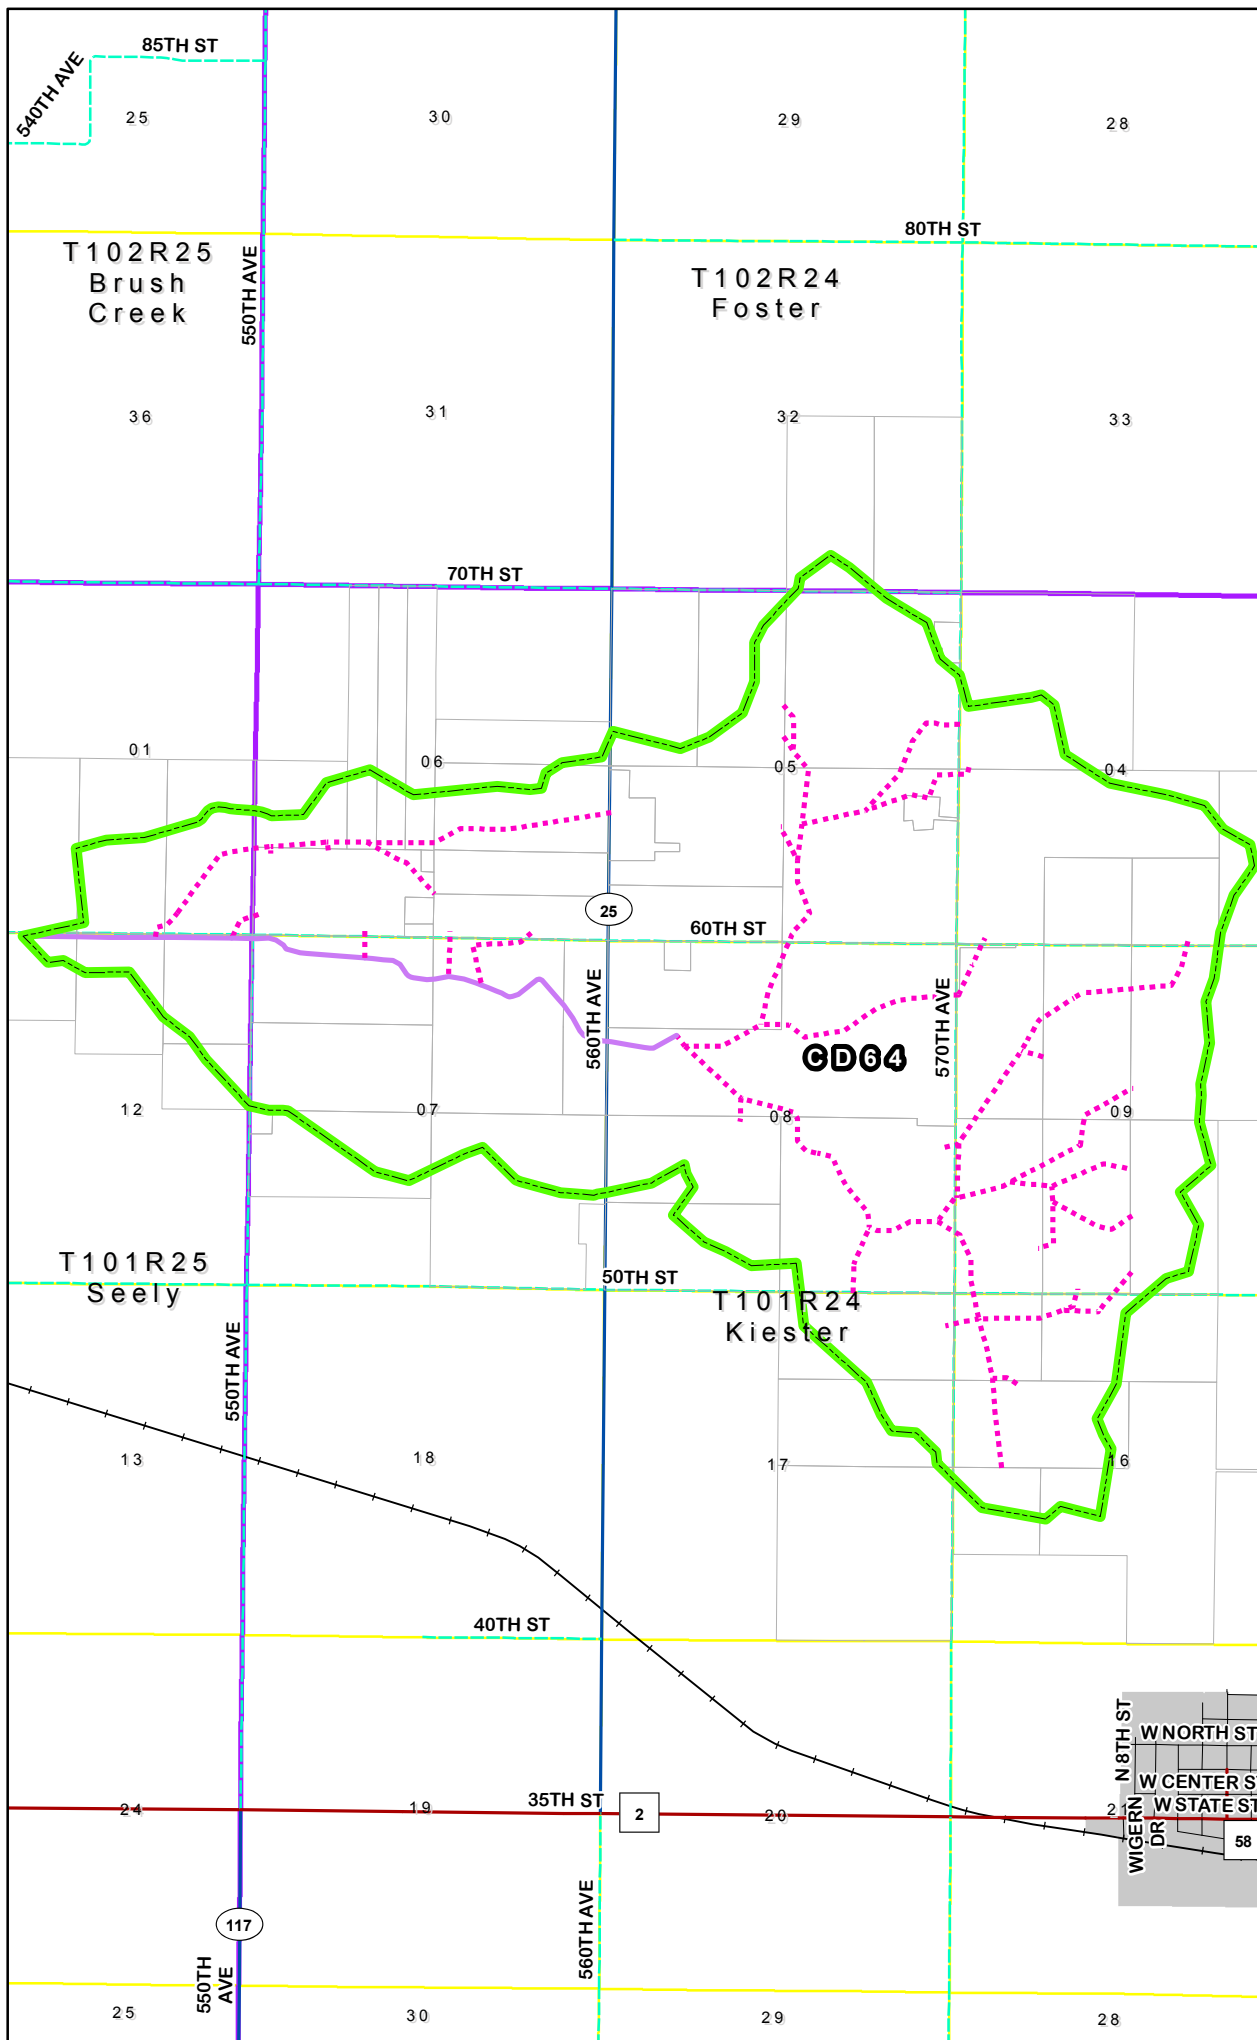 85TH ST
540TH AVE
25
30
29
28
80TH ST
T102R25
Brush
Creek
550TH AVE
T102R24
Foster
36
31
32
33
70TH ST
01
06
05
04
25
60TH ST
560TH AVE
570TH AVE
CD64
12
07
08
09
T101R25
Seely
50TH ST
T101R24
Kiester
550TH AVE
13
18
17
16
40TH ST
N 8TH ST
W NORTH ST
W CENTER ST
W STATE ST
35TH ST
2
24
19
20
21
WIGERN
DR
58
117
560TH AVE
550TH
AVE
25
30
29
28